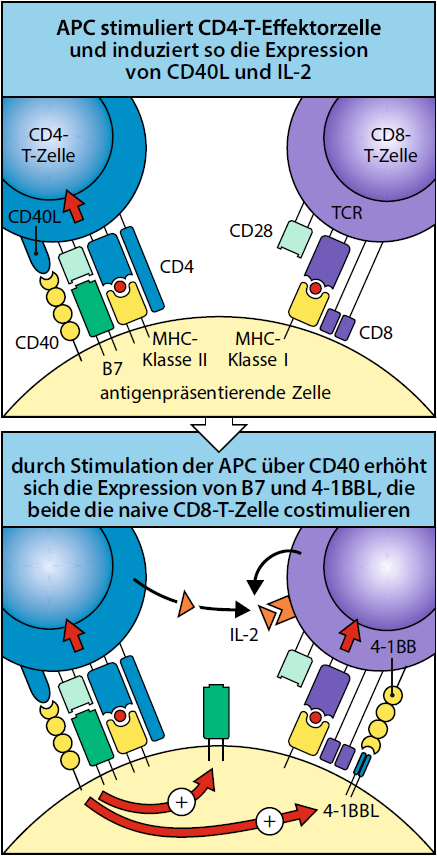 APC stimuliert CD4-T-Effektorzelle
und induziert so die Expression
von CD40L und IL-2
CD4-
T-Zelle
CD8-
T-Zelle
CD40L
TCR
CD28
CD4
CD40
B7
MHC-
Klasse II
MHC-
Klasse I
CD8
antigenpräsentierende Zelle
durch Stimulation der APC über CD40 erhöht
sich die Expression von B7 und 4-1BBL, die
beide die naive CD8-T-Zelle costimulieren
IL-2
4-1BB
+
+
4-1BBL